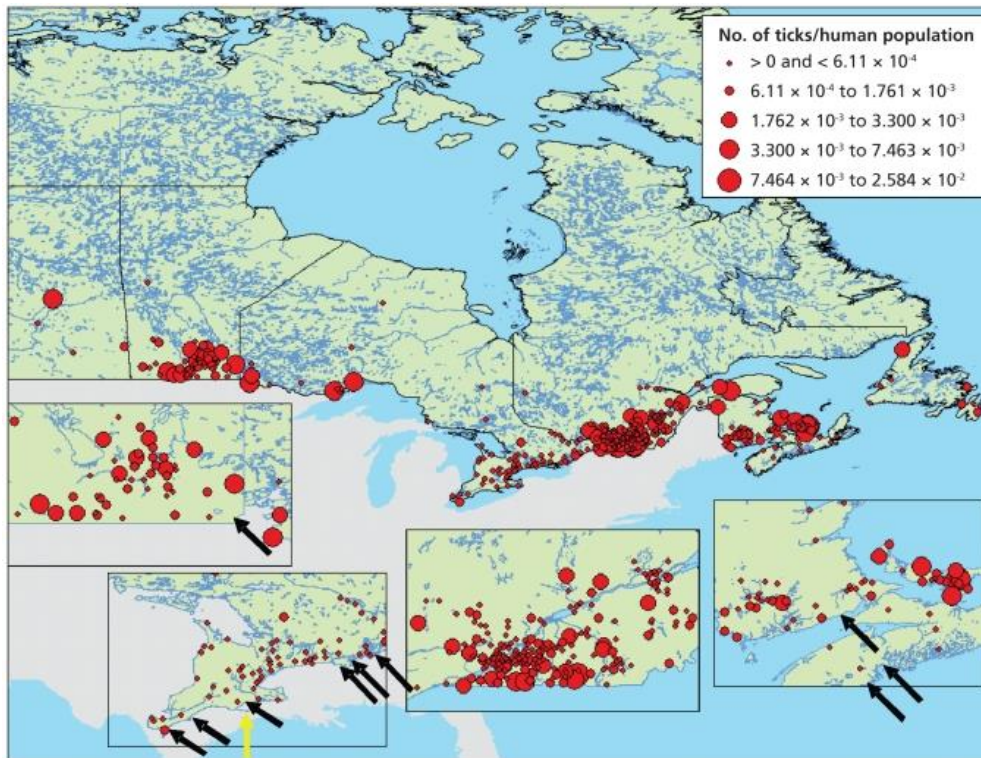 No. of ticks/human population
> 0 and < 6.11 × 10⁻⁴
6.11 × 10⁻⁴ to 1.761 × 10⁻³
1.762 × 10⁻³ to 3.300 × 10⁻³
3.300 × 10⁻³ to 7.463 × 10⁻³
7.464 × 10⁻³ to 2.584 × 10⁻²